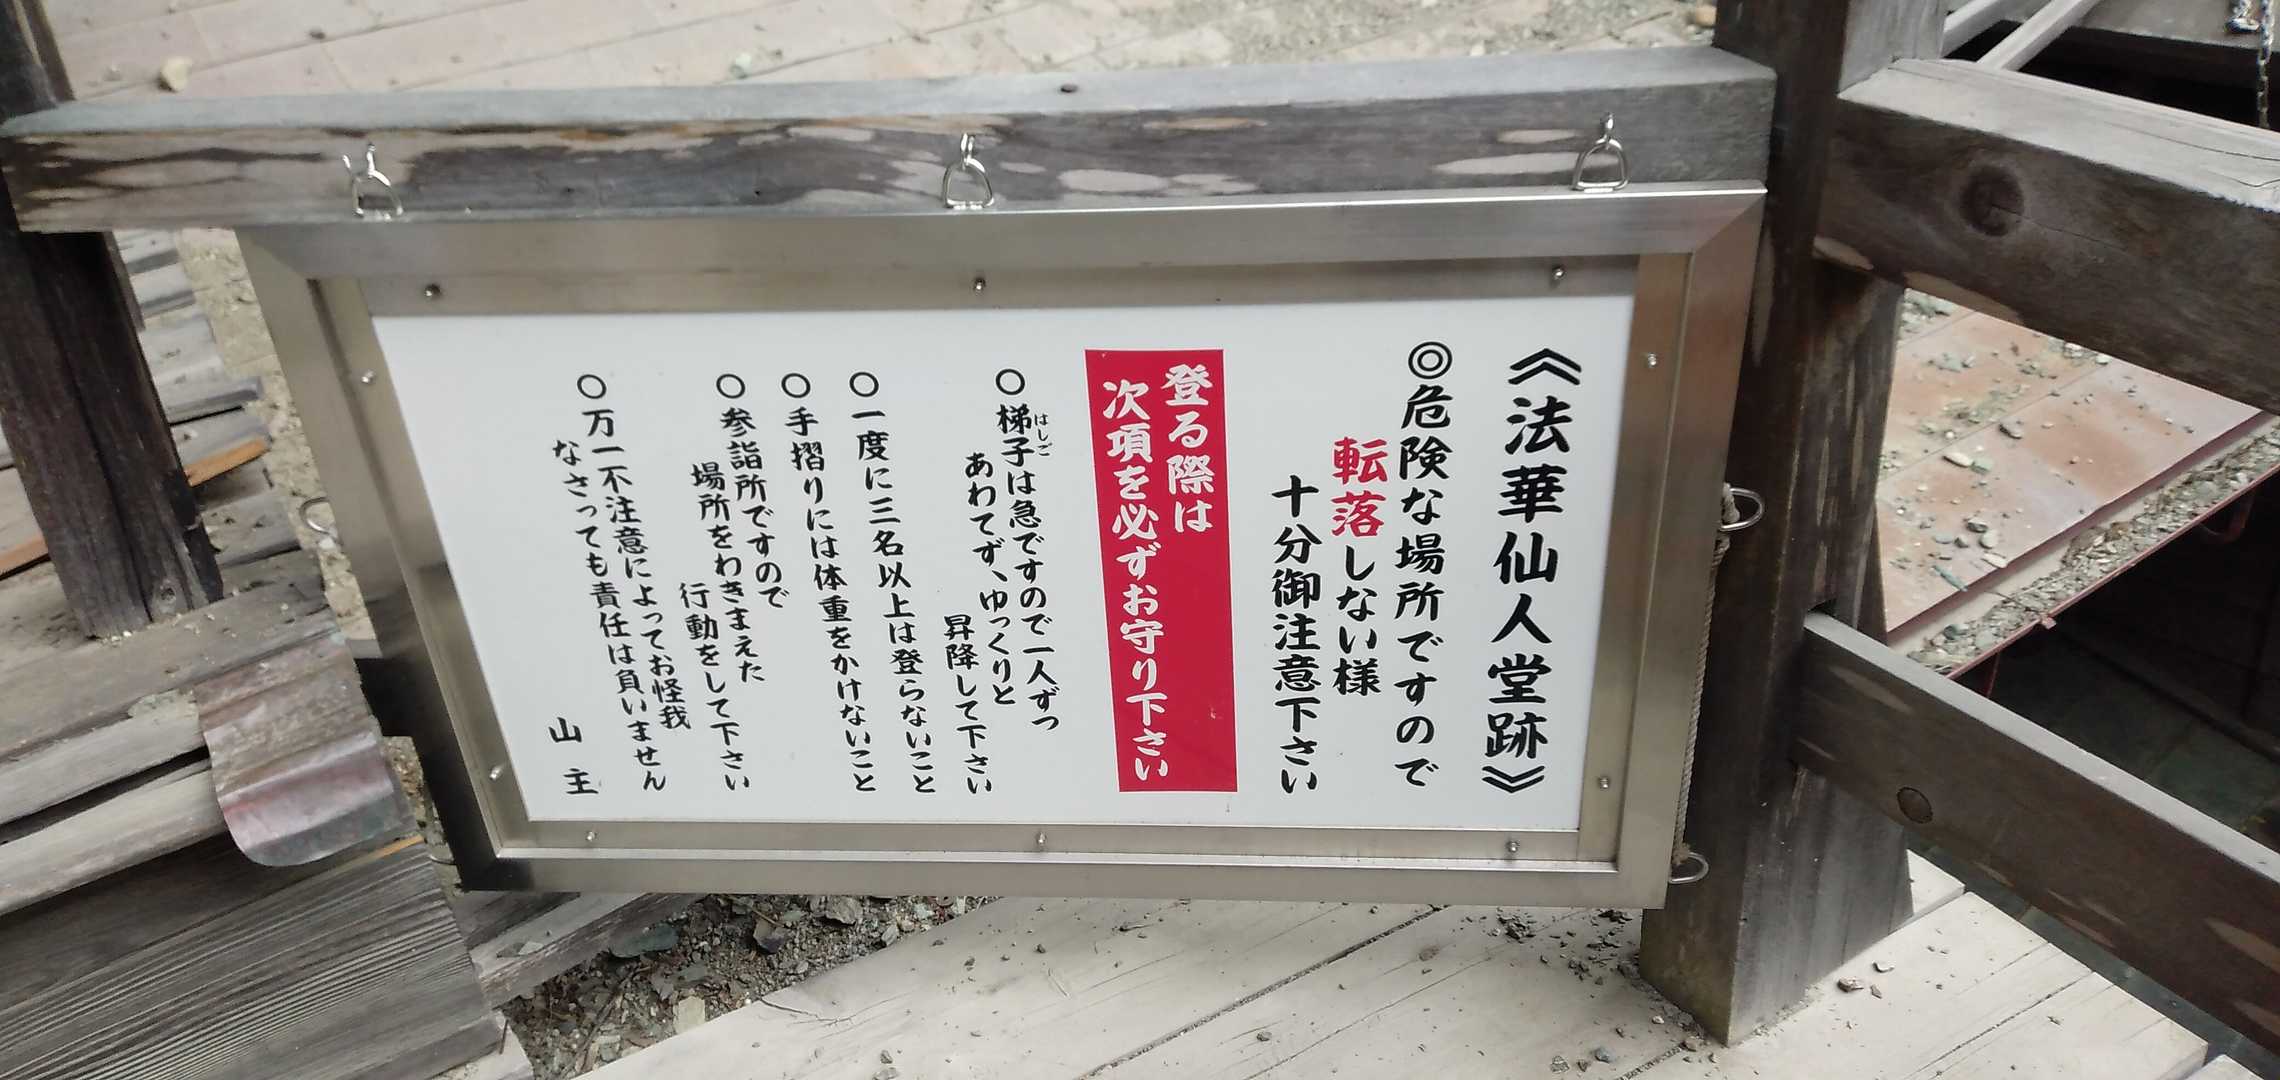 《法華仙人堂跡》
◎危険な場所ですので
転落しない様
十分御注意下さい
登る際は
次項を必ずお守り下さい
○梯子は急ですので一人ずつ
はしご
あわてず、ゆっくりと
昇降して下さい
○一度に三名以上は登らないこと
○手摺りには体重をかけないこと
○参詣所ですので
場所をわきまえた
行動をして下さい
○万一不注意によってお怪我
なさっても責任は負いません
山主